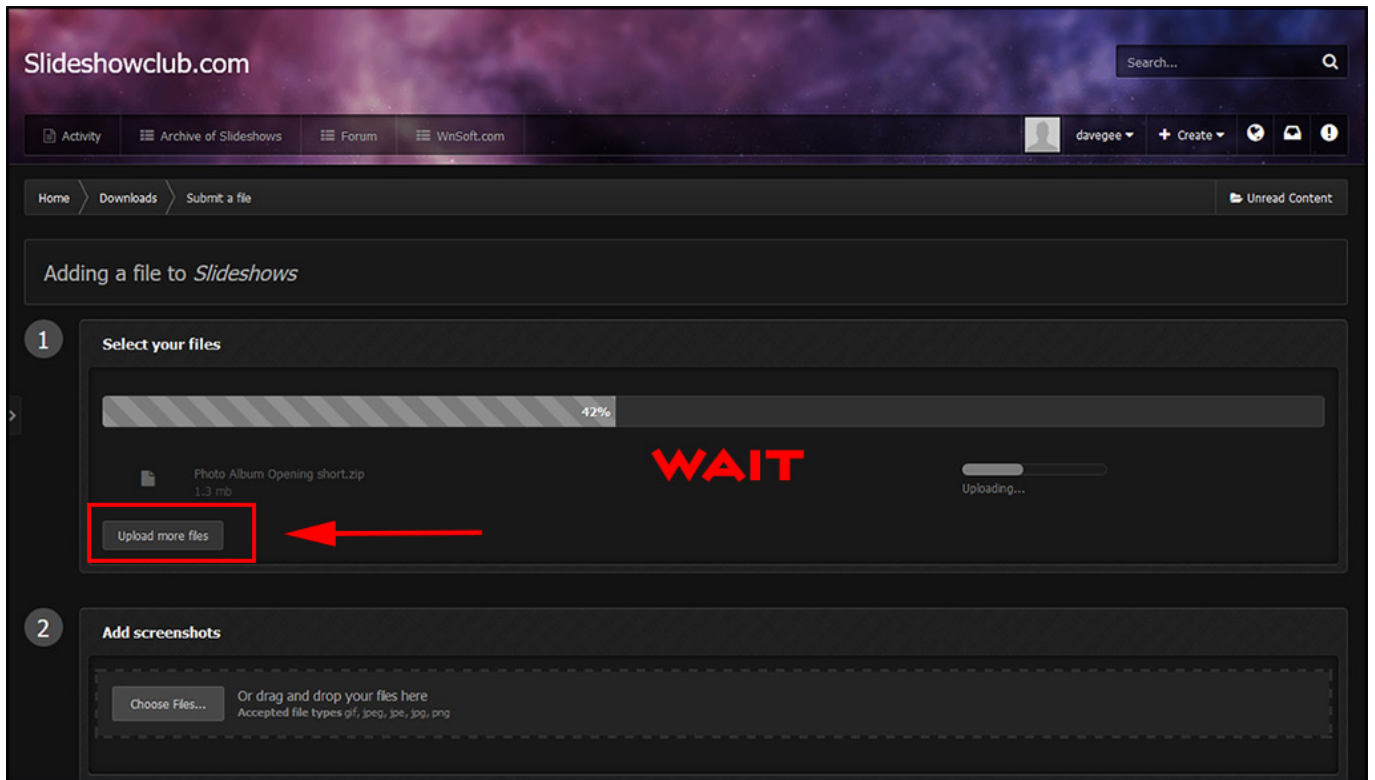 Slideshowclub.com
Search...
Activity Archive of Slideshows Forum WnSoft.com davegee + Create
Home Downloads Submit a file Unread Content
Adding a file to Slideshows
1 Select your files
42%
WAIT
Photo Album Opening short.zip
1.3 mb
Uploading...
Upload more files
2 Add screenshots
Choose Files... Or drag and drop your files here
Accepted file types gif, jpeg, jpe, jpg, png